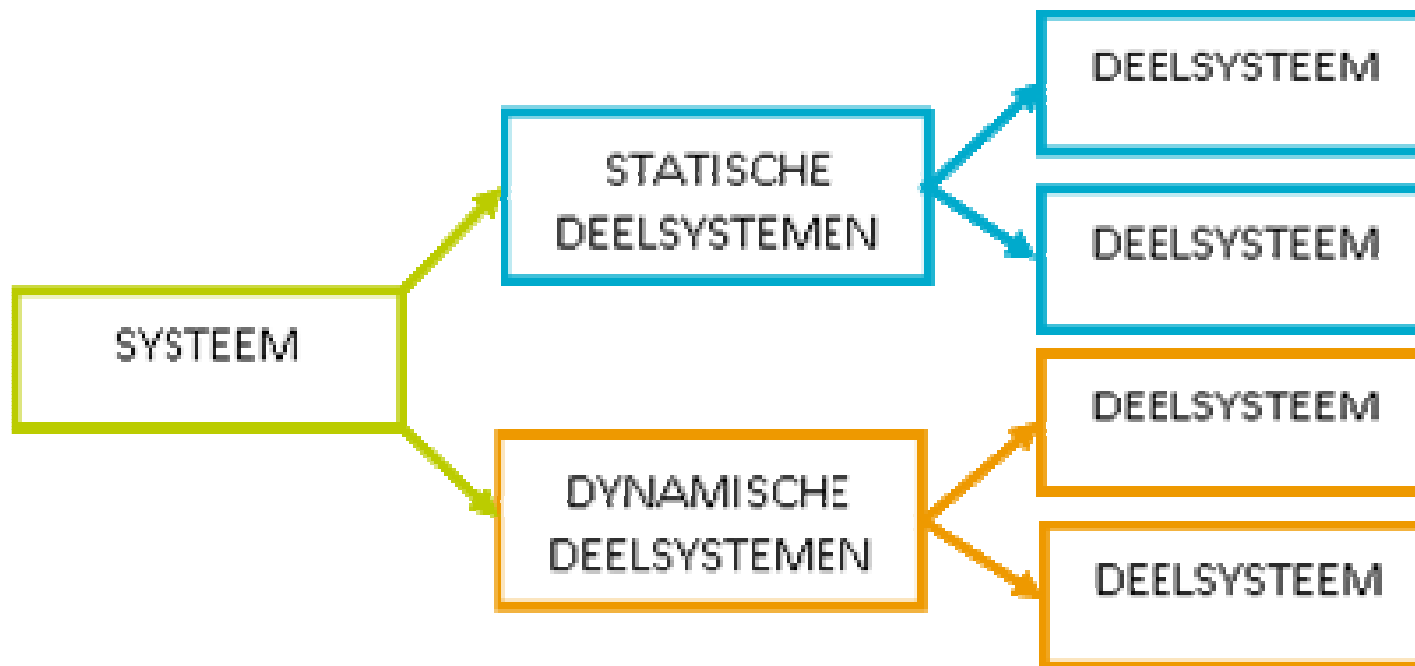 SYSTEEM
STATISCHE
DEELSYSTEMEN
DYNAMISCHE
DEELSYSTEMEN
DEELSYSTEEM
DEELSYSTEEM
DEELSYSTEEM
DEELSYSTEEM